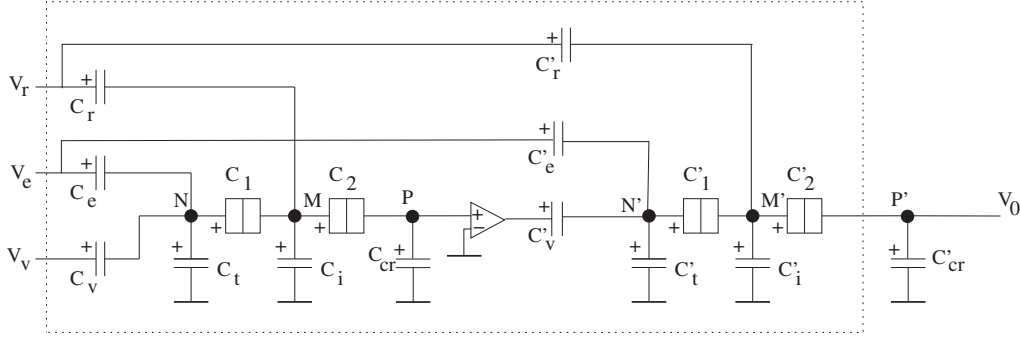 + C'r
Vr + Cr
+ C'e
Ve + Ce
N C1 + M C2 + P
+ − 
N' C'1 + M' C'2 + P' V0
Vv + Cv
+ Ct
+ Ci
Ccr +
+ C'v
+ C't
+ C'i
+ C'cr